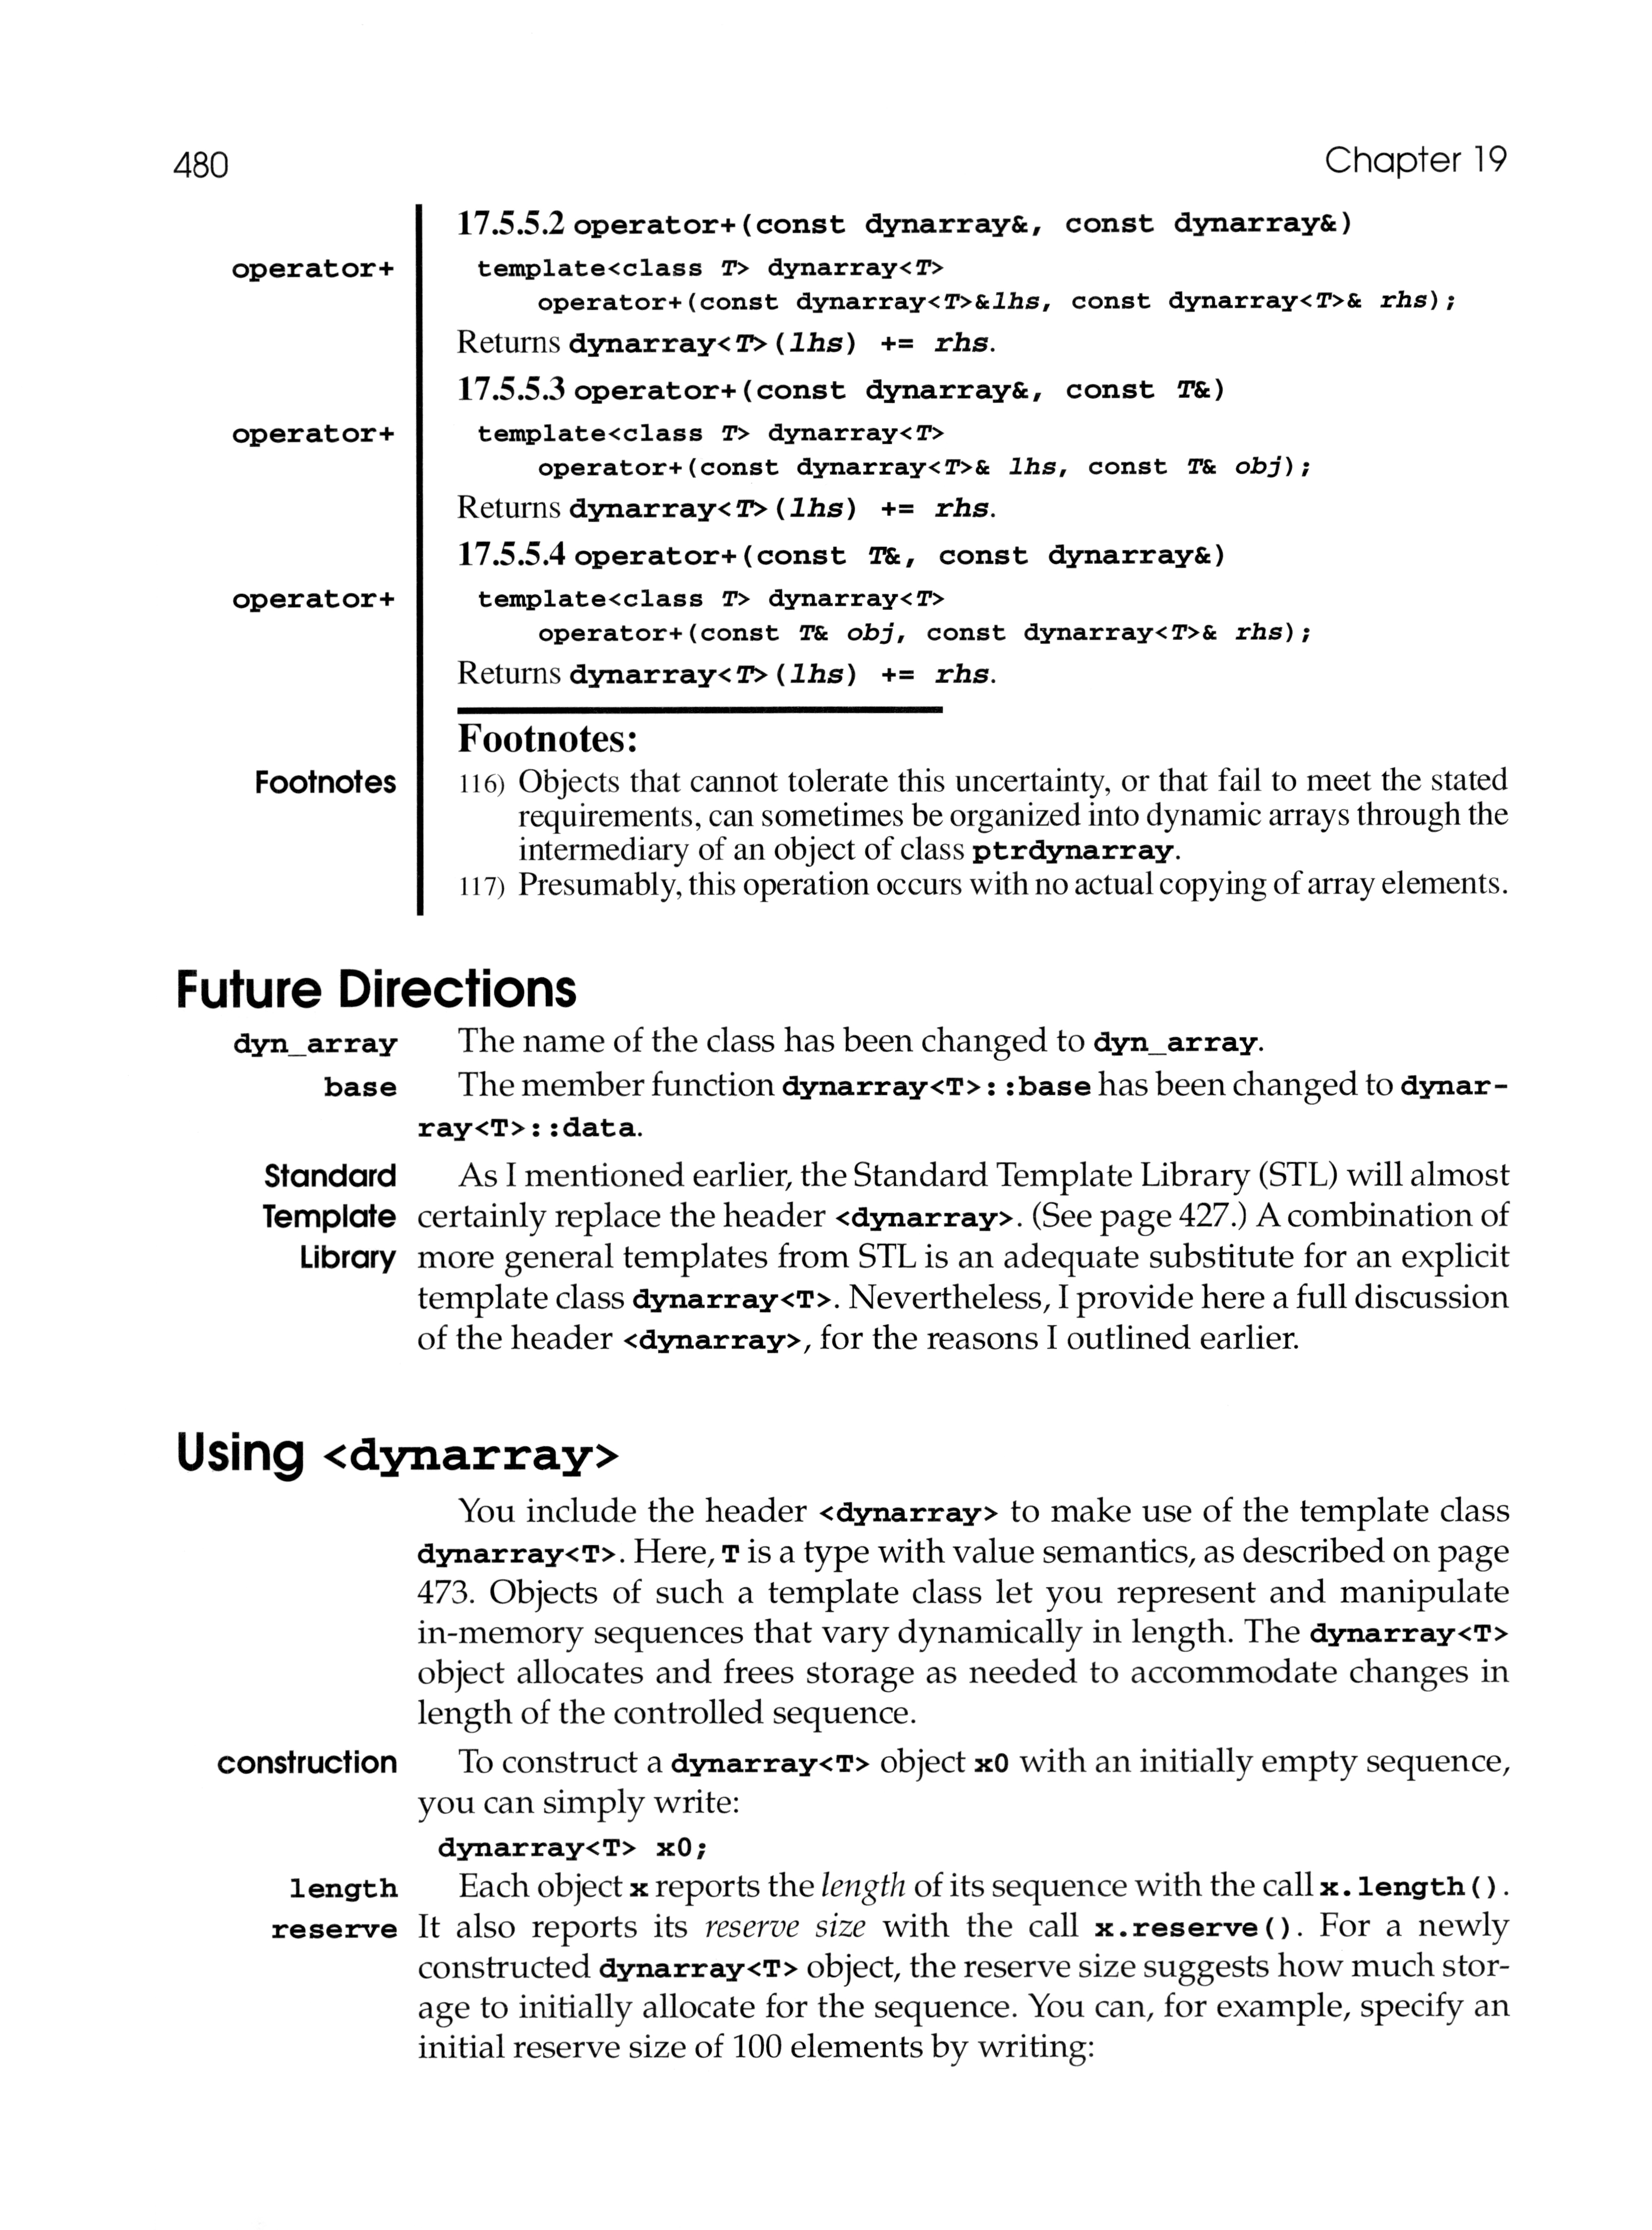 480
Chapter 19
17.5.5.2 operator+(const dynarray&, const dynarray&)
operator+
template<class T> dynarray<T>
operator+(const dynarray<T>&lhs, const dynarray<T>& rhs);
Returns dynarray<T>(lhs) += rhs.
17.5.5.3 operator+(const dynarray&, const T&)
operator+
template<class T> dynarray<T>
operator+(const dynarray<T>& lhs, const T& obj);
Returns dynarray<T>(lhs) += rhs.
17.5.5.4 operator+(const T&, const dynarray&)
operator+
template<class T> dynarray<T>
operator+(const T& obj, const dynarray<T>& rhs);
Returns dynarray<T>(lhs) += rhs.
Footnotes:
Footnotes
116) Objects that cannot tolerate this uncertainty, or that fail to meet the stated
requirements, can sometimes be organized into dynamic arrays through the
intermediary of an object of class ptrdynarray.
117) Presumably, this operation occurs with no actual copying of array elements.
Future Directions
dyn_array
The name of the class has been changed to dyn_array.
base
The member function dynarray<T>::base has been changed to dynar-
ray<T>::data.
Standard
As I mentioned earlier, the Standard Template Library (STL) will almost
Template
certainly replace the header <dynarray>. (See page 427.) A combination of
Library
more general templates from STL is an adequate substitute for an explicit
template class dynarray<T>. Nevertheless, I provide here a full discussion
of the header <dynarray>, for the reasons I outlined earlier.
Using <dynarray>
You include the header <dynarray> to make use of the template class
dynarray<T>. Here, T is a type with value semantics, as described on page
473. Objects of such a template class let you represent and manipulate
in-memory sequences that vary dynamically in length. The dynarray<T>
object allocates and frees storage as needed to accommodate changes in
length of the controlled sequence.
construction
To construct a dynarray<T> object x0 with an initially empty sequence,
you can simply write:
dynarray<T> x0;
length
Each object x reports the length of its sequence with the call x.length().
reserve
It also reports its reserve size with the call x.reserve(). For a newly
constructed dynarray<T> object, the reserve size suggests how much stor-
age to initially allocate for the sequence. You can, for example, specify an
initial reserve size of 100 elements by writing: